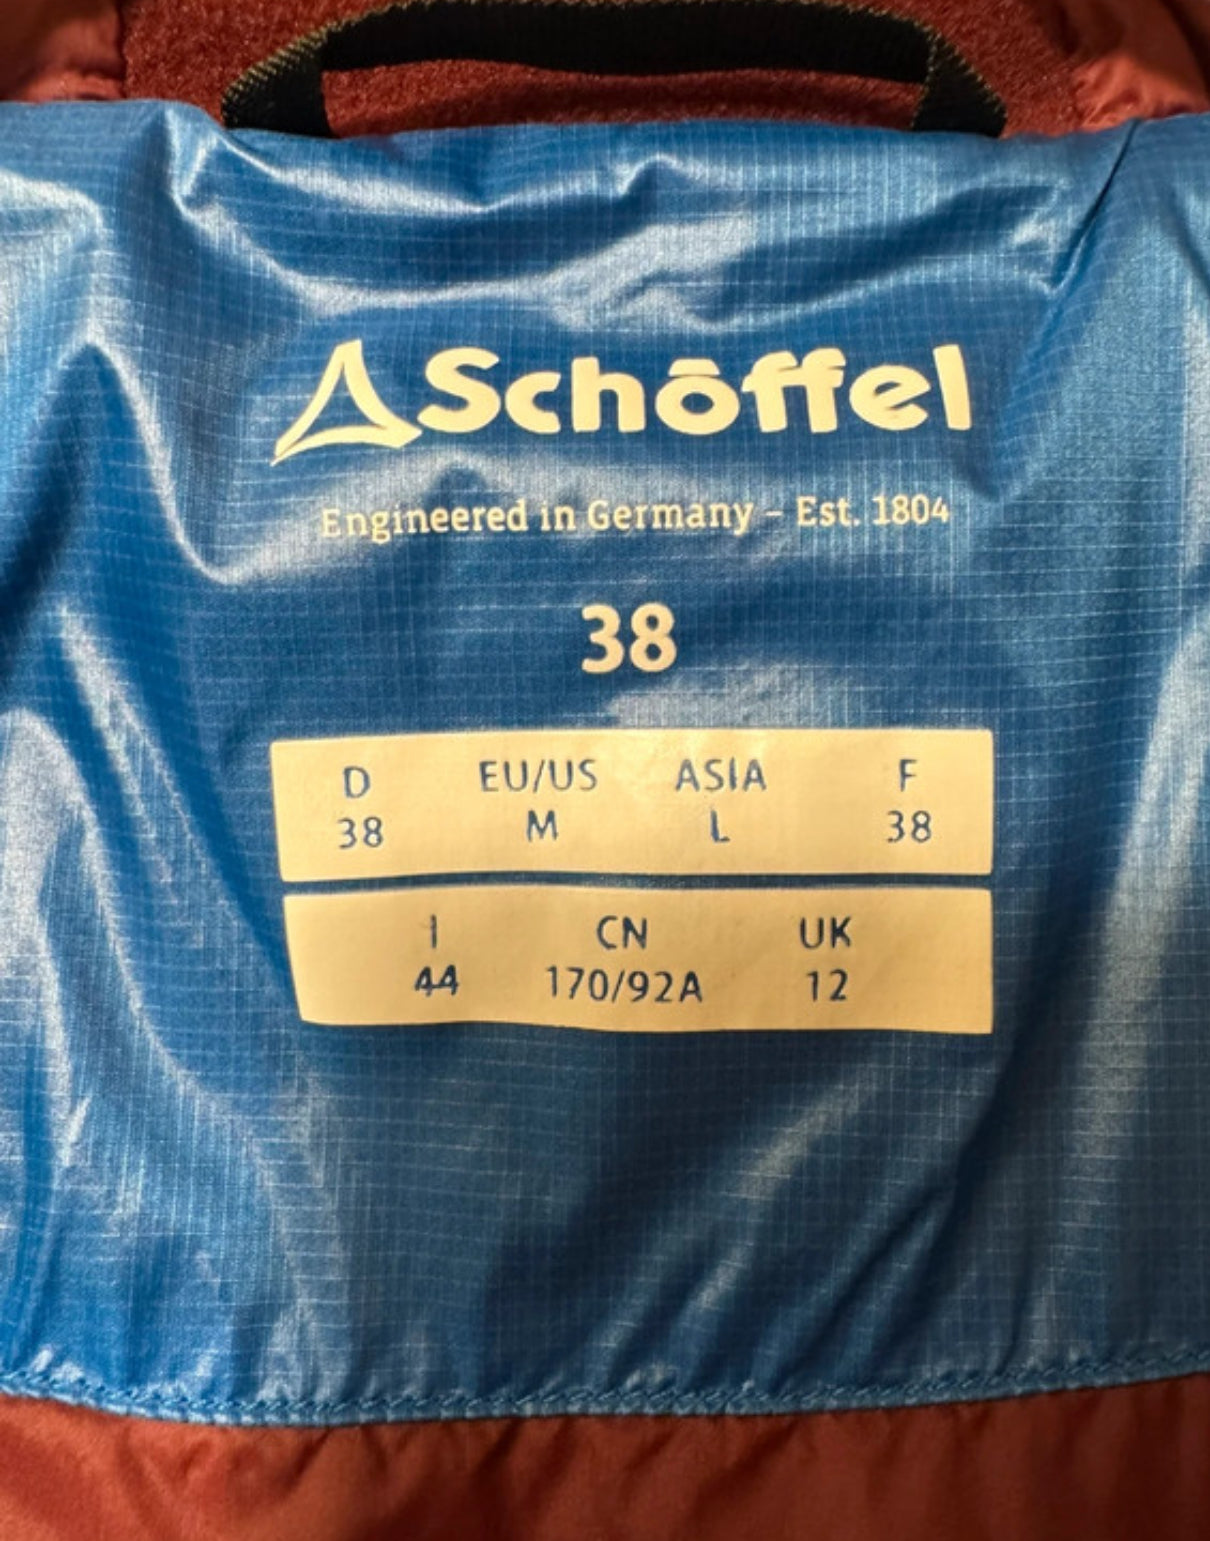 Schöffel
Engineered in Germany – Est. 1804
38
D EU/US ASIA F
38 M L 38
I CN UK
44 170/92A 12